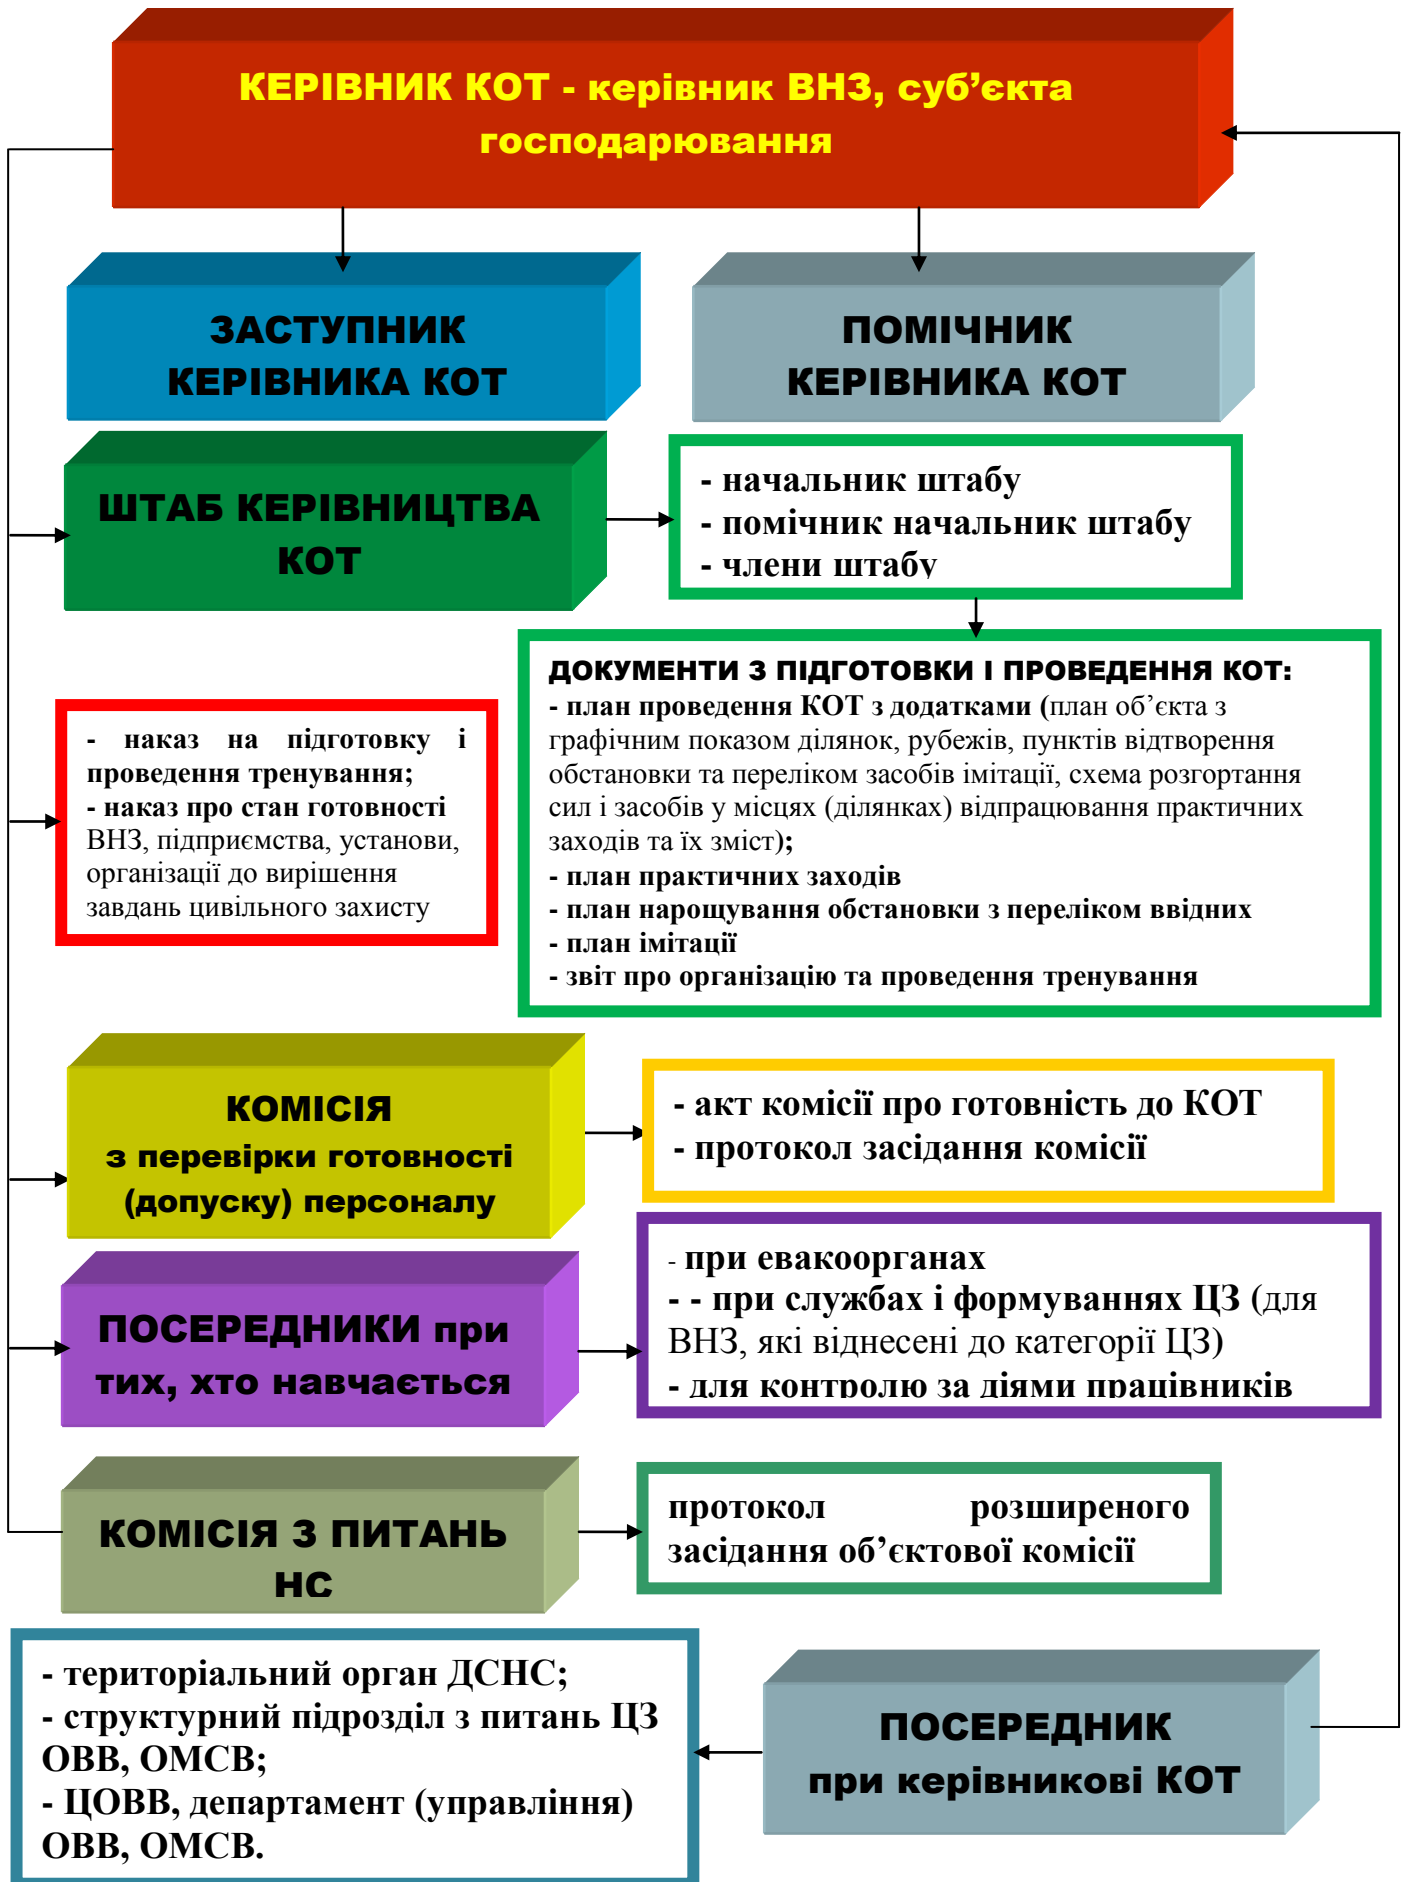 КЕРІВНИК КОТ - керівник ВНЗ, суб’єкта
господарювання
ЗАСТУПНИК
КЕРІВНИКА КОТ
ПОМІЧНИК
КЕРІВНИКА КОТ
ШТАБ КЕРІВНИЦТВА
КОТ
- начальник штабу
- помічник начальник штабу
- члени штабу
- наказ на підготовку і
проведення тренування;
- наказ про стан готовності
ВНЗ, підприємства, установи,
організації до вирішення
завдань цивільного захисту
ДОКУМЕНТИ З ПІДГОТОВКИ І ПРОВЕДЕННЯ КОТ:
- план проведення КОТ з додатками (план об’єкта з
графічним показом ділянок, рубежів, пунктів відтворення
обстановки та переліком засобів імітації, схема розгортання
сил і засобів у місцях (ділянках) відпрацювання практичних
заходів та їх зміст);
- план практичних заходів
- план нарощування обстановки з переліком ввідних
- план імітації
- звіт про організацію та проведення тренування
КОМІСІЯ
з перевірки готовності
(допуску) персоналу
- акт комісії про готовність до КОТ
- протокол засідання комісії
ПОСЕРЕДНИКИ при
тих, хто навчається
- при евакоорганах
- - при службах і формуваннях ЦЗ (для
ВНЗ, які віднесені до категорії ЦЗ)
- для контролю за діями працівників
КОМІСІЯ З ПИТАНЬ
НС
протокол розширеного
засідання об’єктової комісії
- територіальний орган ДСНС;
- структурний підрозділ з питань ЦЗ
ОВВ, ОМСВ;
- ЦОВВ, департамент (управління)
ОВВ, ОМСВ.
ПОСЕРЕДНИК
при керівникові КОТ